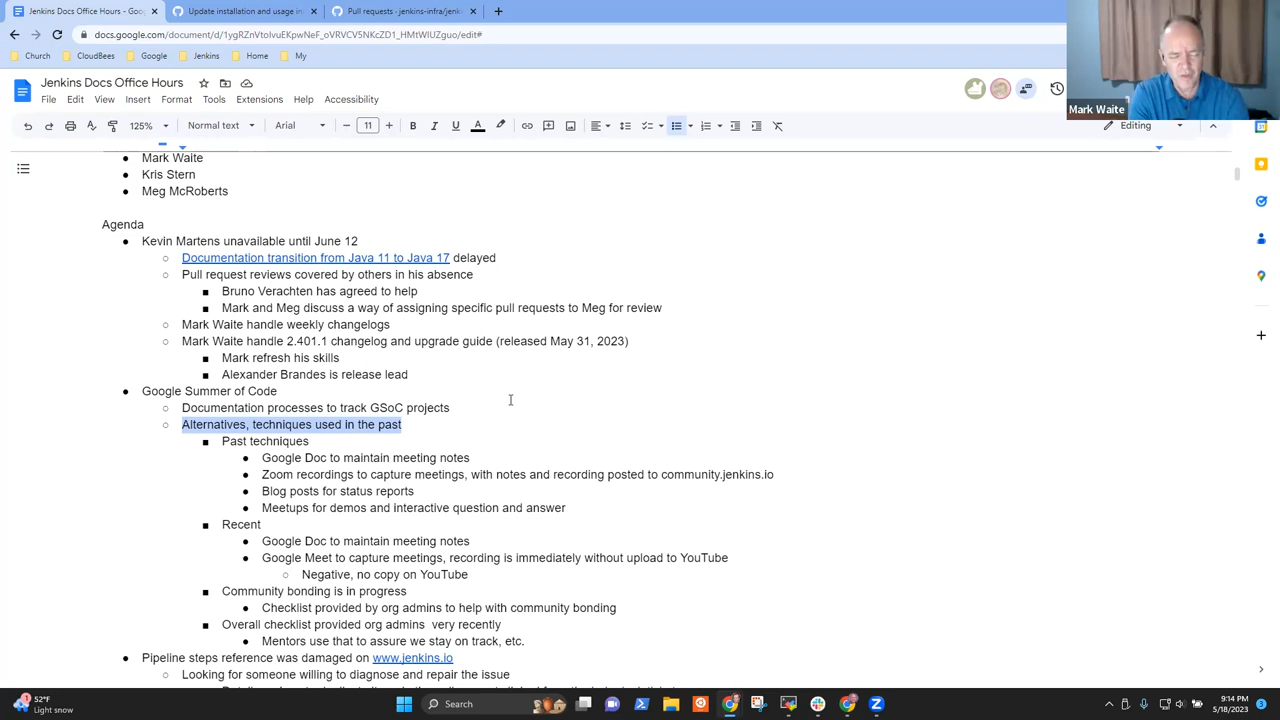 Jenkins Docs Office Hours - Goo
Update installation and usage in
Pull requests · jenkins-infra/jenk
docs.google.com/document/d/1ygRZnVtoIvuEKpwNeF_oVRVCV5NKcZD1_HMtWIUZguo/edit#
Church
CloudBees
Google
Jenkins
Home
My
Jenkins Docs Office Hours
File Edit View Insert Format Tools Extensions Help Accessibility
Mark Waite
125% Normal text Arial 11 Editing
Mark Waite
Kris Stern
Meg McRoberts
Agenda
Kevin Martens unavailable until June 12
Documentation transition from Java 11 to Java 17 delayed
Pull request reviews covered by others in his absence
Bruno Verachten has agreed to help
Mark and Meg discuss a way of assigning specific pull requests to Meg for review
Mark Waite handle weekly changelogs
Mark Waite handle 2.401.1 changelog and upgrade guide (released May 31, 2023)
Mark refresh his skills
Alexander Brandes is release lead
Google Summer of Code
Documentation processes to track GSoC projects
Alternatives, techniques used in the past
Past techniques
Google Doc to maintain meeting notes
Zoom recordings to capture meetings, with notes and recording posted to community.jenkins.io
Blog posts for status reports
Meetups for demos and interactive question and answer
Recent
Google Doc to maintain meeting notes
Google Meet to capture meetings, recording is immediately without upload to YouTube
Negative, no copy on YouTube
Community bonding is in progress
Checklist provided by org admins to help with community bonding
Overall checklist provided org admins  very recently
Mentors use that to assure we stay on track, etc.
Pipeline steps reference was damaged on www.jenkins.io
Looking for someone willing to diagnose and repair the issue
52°F
Light snow
Search
9:14 PM
5/18/2023